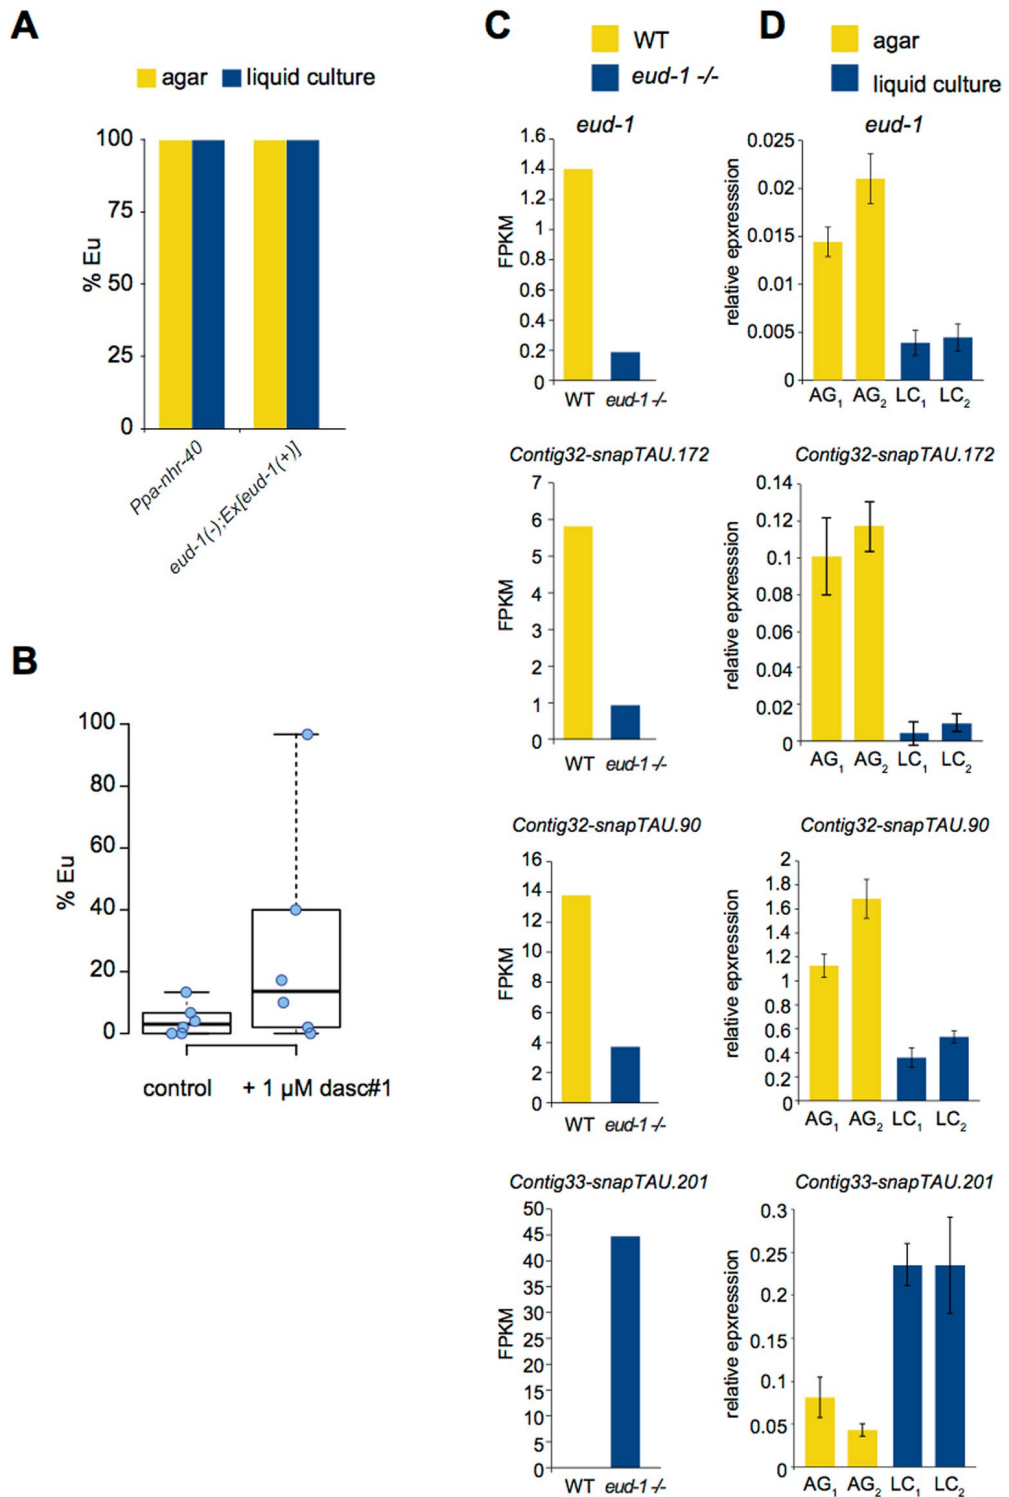 A
agar liquid culture
100
75
50
25
0
% Eu
Ppa-nhr-40
eud-1(-);Ex[eud-1(+)]
B
100
80
60
40
20
0
% Eu
control + 1 µM dasc#1
C
WT
eud-1 -/-
eud-1
1.6
1.4
1.2
1
0.8
0.6
0.4
0.2
0
FPKM
WT eud-1 -/-
Contig32-snapTAU.172
7
6
5
4
3
2
1
0
FPKM
WT eud-1 -/-
Contig32-snapTAU.90
16
14
12
10
8
6
4
2
0
FPKM
WT eud-1 -/-
Contig33-snapTAU.201
50
45
40
35
30
25
20
15
10
5
0
FPKM
WT eud-1 -/-
D
agar
liquid culture
eud-1
0.025
0.02
0.015
0.01
0.005
0
relative epxresssion
AG1 AG2 LC1 LC2
Contig32-snapTAU.172
0.14
0.12
0.1
0.08
0.06
0.04
0.02
0
relative epxresssion
AG1 AG2 LC1 LC2
Contig32-snapTAU.90
2
1.8
1.6
1.4
1.2
1
0.8
0.6
0.4
0.2
0
relative epxresssion
AG1 AG2 LC1 LC2
Contig33-snapTAU.201
0.3
0.25
0.2
0.15
0.1
0.05
0
relative epxresssion
AG1 AG2 LC1 LC2